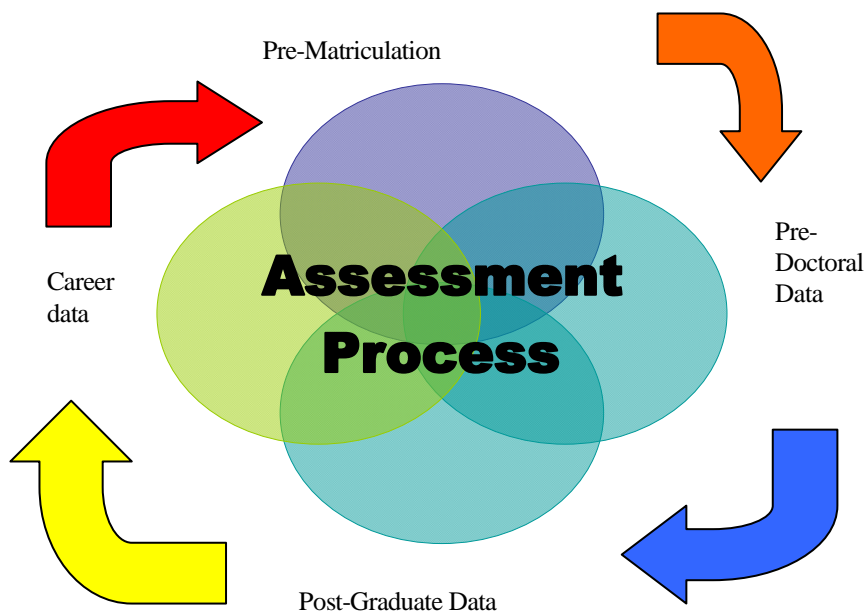 Pre-Matriculation
Pre-
Doctoral
Data
Career
data
Assessment
Process
Post-Graduate Data